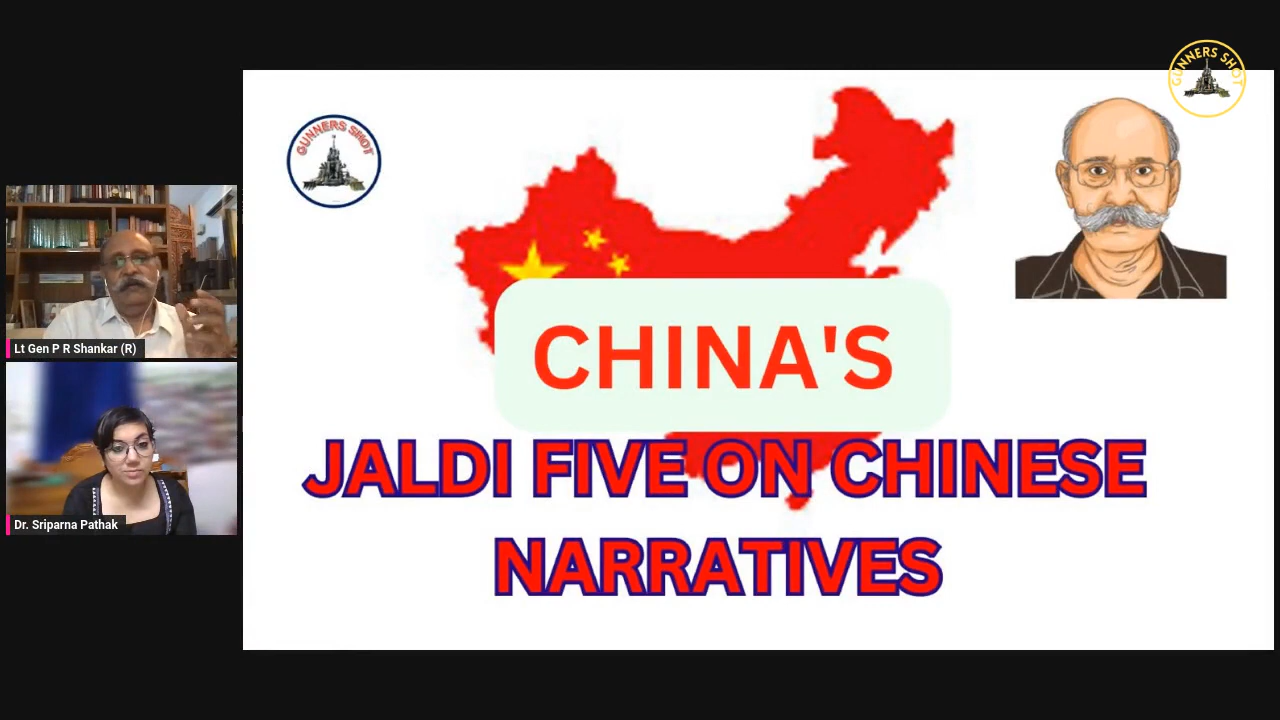 GUNNERS SHOT
GUNNERS SHOT
CHINA'S
Lt Gen P R Shankar (R)
JALDI FIVE ON CHINESE
NARRATIVES
Dr. Sriparna Pathak